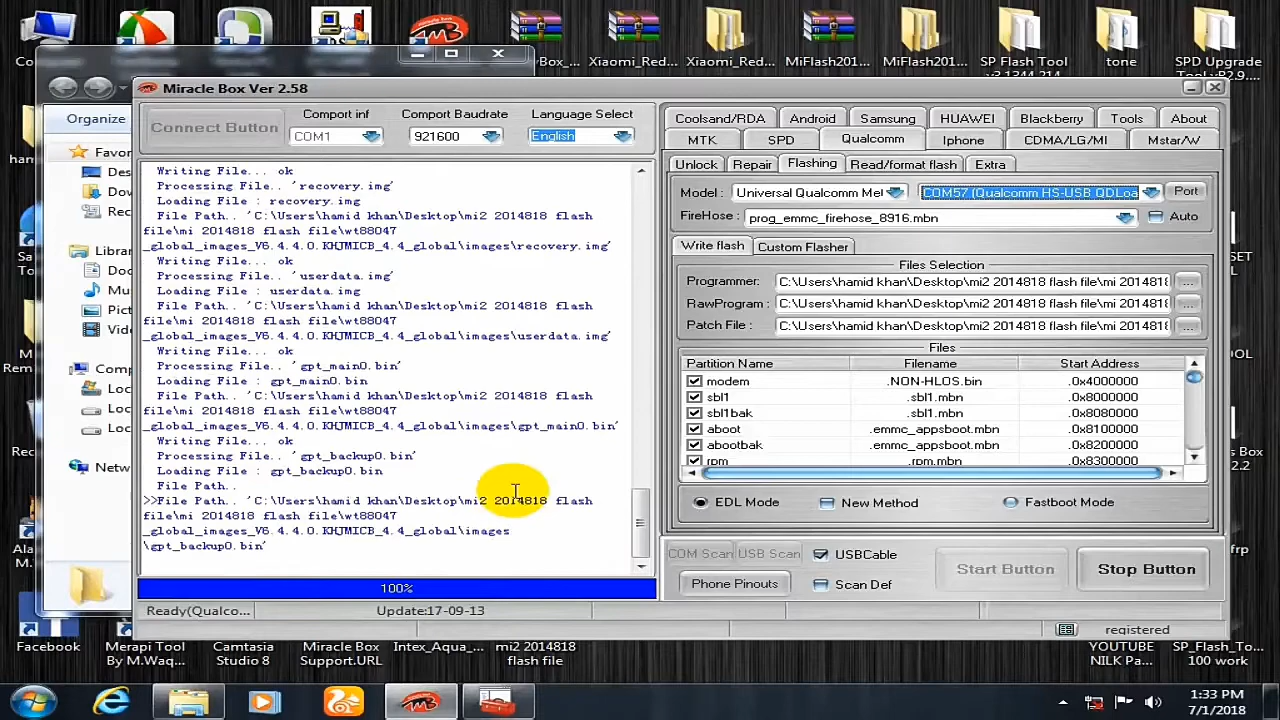 Xiaomi_Red...
Xiaomi_Red...
MiFlash201...
MiFlash201...
SP Flash Tool
v3.1344.214
tone
SPD Upgrade
Organize
Miracle Box Ver 2.58
Connect Button
Comport inf
Comport Baudrate
Language Select
COM1
921600
English
Coolsand/RDA
Android
Samsung
HUAWEI
Blackberry
Tools
About
MTK
SPD
Qualcomm
Iphone
CDMA/LG/MI
Mstar/W
Unlock
Repair
Flashing
Read/format flash
Extra
Model :
Universal Qualcomm Mel
COM57 (Qualcomm HS-USB QDLoa
Port
FireHose :
prog_emmc_firehose_8916.mbn
Auto
Write flash
Custom Flasher
Files Selection
Programmer:
C:\Users\hamid khan\Desktop\mi2 2014818 flash file\mi 2014818
RawProgram:
C:\Users\hamid khan\Desktop\mi2 2014818 flash file\mi 2014818
Patch File :
C:\Users\hamid khan\Desktop\mi2 2014818 flash file\mi 2014818
Files
Partition Name Filename Start Address
modem .NON-HLOS.bin .0x4000000
sbl1 .sbl1.mbn .0x8000000
sbl1bak .sbl1.mbn .0x8080000
aboot .emmc_appsboot.mbn .0x8100000
abootbak .emmc_appsboot.mbn .0x8200000
rpm .rpm.mbn .0x8300000
EDL Mode
New Method
Fastboot Mode
COM Scan
USB Scan
USBCable
Start Button
Stop Button
Phone Pinouts
Scan Def
Writing File... ok
Processing File.. 'recovery.img'
Loading File : recovery.img
File Path.. 'C:\Users\hamid khan\Desktop\mi2 2014818 flash
file\mi 2014818 flash file\wt88047
_global_images_V6.4.4.0.KHJMICB_4.4_global\images\recovery.img'
Writing File... ok
Processing File.. 'userdata.img'
Loading File : userdata.img
File Path.. 'C:\Users\hamid khan\Desktop\mi2 2014818 flash
file\mi 2014818 flash file\wt88047
_global_images_V6.4.4.0.KHJMICB_4.4_global\images\userdata.img'
Writing File... ok
Processing File.. 'gpt_main0.bin'
Loading File : gpt_main0.bin
File Path.. 'C:\Users\hamid khan\Desktop\mi2 2014818 flash
file\mi 2014818 flash file\wt88047
_global_images_V6.4.4.0.KHJMICB_4.4_global\images\gpt_main0.bin'
Writing File... ok
Processing File.. 'gpt_backup0.bin'
Loading File : gpt_backup0.bin
File Path..
>>File Path.. 'C:\Users\hamid khan\Desktop\mi2 2014818 flash
file\mi 2014818 flash file\wt88047
_global_images_V6.4.4.0.KHJMICB_4.4_global\images
\gpt_backup0.bin'
100%
Ready(Qualco...
Update:17-09-13
registered
Facebook
Merapi Tool
By M.Waq...
Camtasia
Studio 8
Miracle Box
Support.URL
Intex_Aqua_...
mi2 2014818
flash file
YOUTUBE
NILK Pa...
SP_Flash_To...
100 work
1:33 PM
7/1/2018